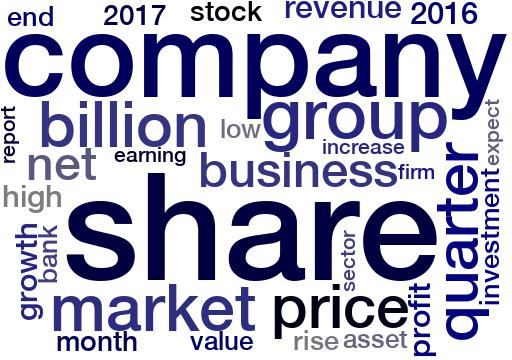 end
2017
stock
revenue
2016
company
report
billion
low
group
expect
net
earning
increase
high
business
firm
share
quarter
investment
growth
bank
sector
market
price
profit
month
value
rise
asset